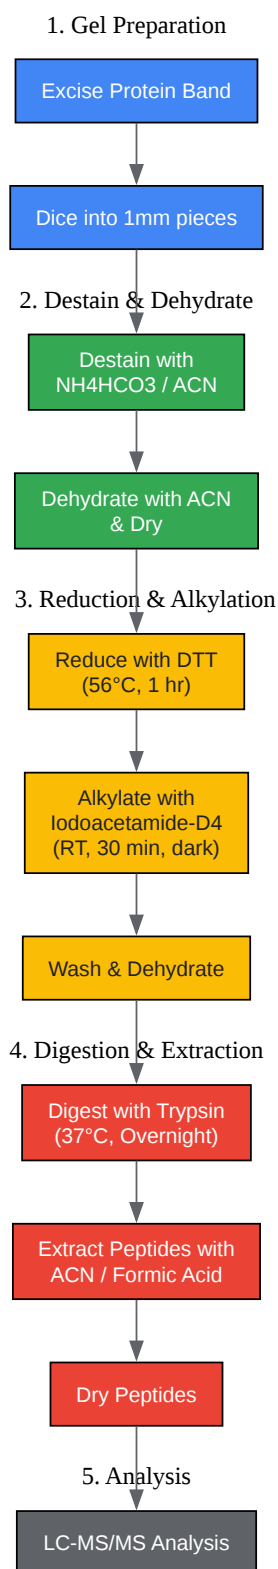 1. Gel Preparation
Excise Protein Band
Dice into 1mm pieces
2. Destain & Dehydrate
Destain with
NH4HCO3 / ACN
Dehydrate with ACN
& Dry
3. Reduction & Alkylation
Reduce with DTT
(56°C, 1 hr)
Alkylate with
Iodoacetamide-D4
(RT, 30 min, dark)
Wash & Dehydrate
4. Digestion & Extraction
Digest with Trypsin
(37°C, Overnight)
Extract Peptides with
ACN / Formic Acid
Dry Peptides
5. Analysis
LC-MS/MS Analysis